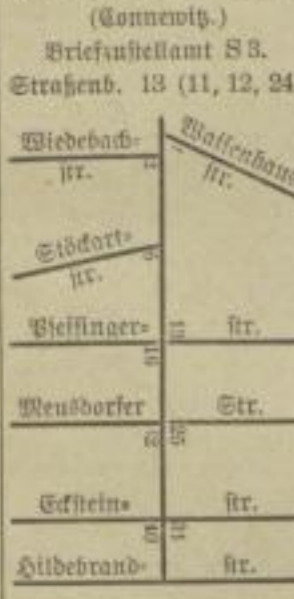 (Connewitz.)
Briefzustellamt S 3.
Straßenb. 13 (11, 12, 24
Wiedebach-
str.
Waisenhaus
str.
Stöckart-
str.
Pfeffinger- str.
Meusdorfer Str.
Eckstein- str.
Hildebrand- str.